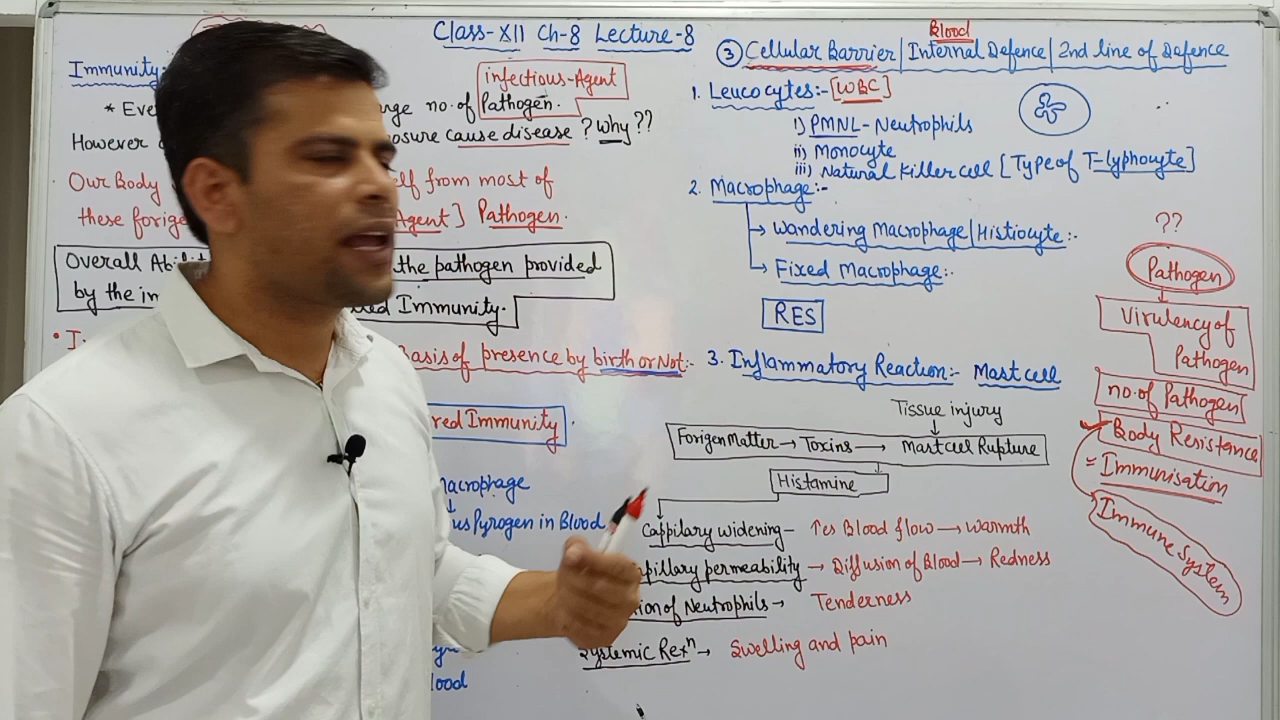 Class-XII Ch-8 Lecture-8
Immunity:
infectious-Agent
* Eve
no. of Pathogen.
However
posure cause disease ? why ??
Our Body
elf from most of
these forige
Agent ] Pathogen.
Overall Abilit
the pathogen provided
by the im
Immunity.
Basis of presence by birth or Not:-
red Immunity
Macrophage
us Pyrogen in Blood
lood
Blood
③ Cellular Barrier | Internal Defence | 2nd line of Defence
1. Leucocytes:- [WBC]
i) PMNL - Neutrophils
ii) Monocyte
iii) Natural Killer cell [Type of T-lyphocyte]
2. Macrophage:-
→ Wandering Macrophage | Histiocyte:-
→ Fixed Macrophage:-
RES
3. Inflammatory Reaction:- Mast cell
Tissue injury
Forigen Matter → Toxins → Mast cell Rupture
Histamine
Cappilary widening - ↑es Blood flow → warmth
pillary permeability → Diffusion of Blood → Redness
ion of Neutrophils → Tenderness
Systemic Rexⁿ → Swelling and pain
??
Pathogen
Virulency of
Pathogen
no. of Pathogen
Body Resistance
= Immunisation
Immune System